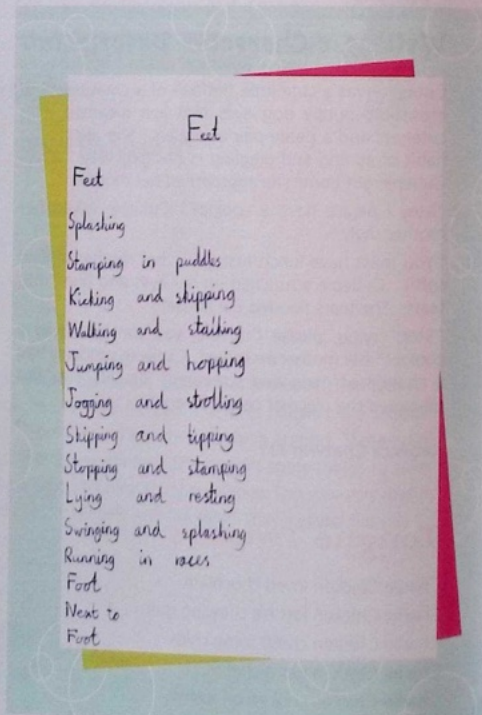 Feet
Feet
Splashing
Stamping in puddles
Kicking and skipping
Walking and stalking
Jumping and hopping
Jogging and strolling
Skipping and tipping
Stopping and stamping
Lying and resting
Swinging and splashing
Running in races
Foot
Next to
Foot